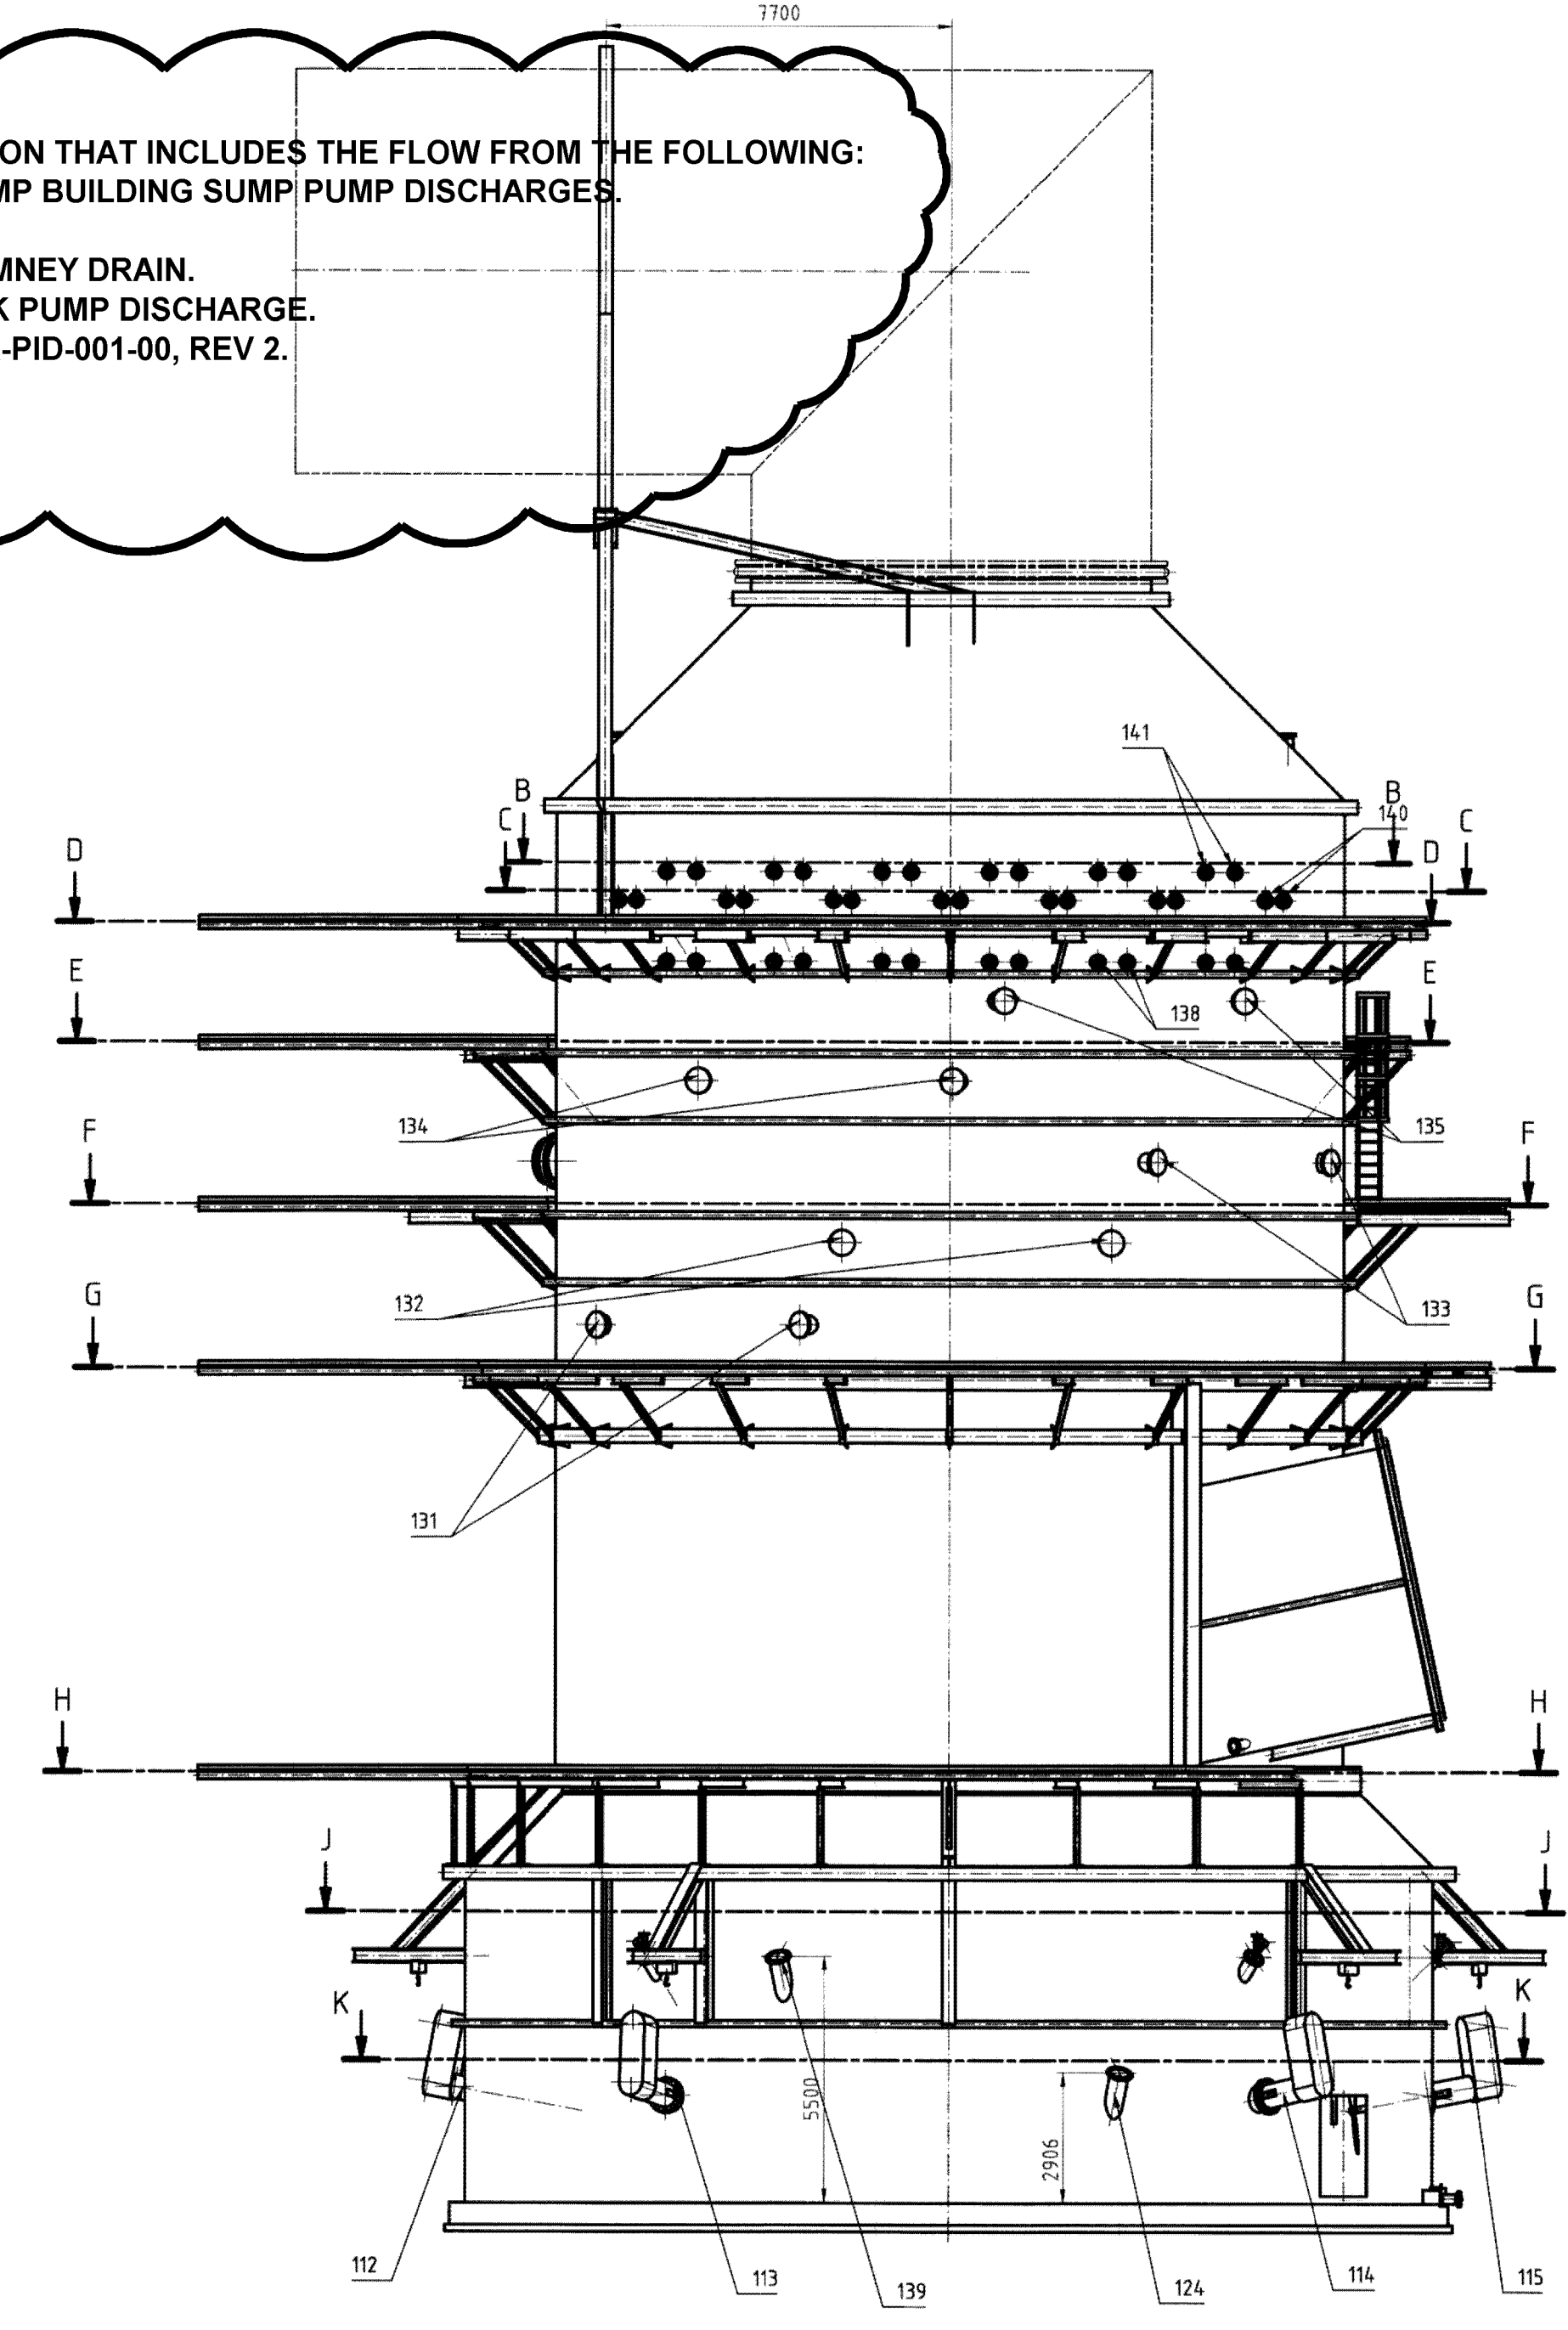 7700
ON THAT INCLUDES THE FLOW FROM THE FOLLOWING:
MP BUILDING SUMP PUMP DISCHARGES.
MNEY DRAIN.
K PUMP DISCHARGE.
-PID-001-00, REV 2.
141
B B
140
C C
D D
E E
138
134
135
F F
132
133
G G
131
H H
J J
K K
5500
2906
112
113
139
124
114
115